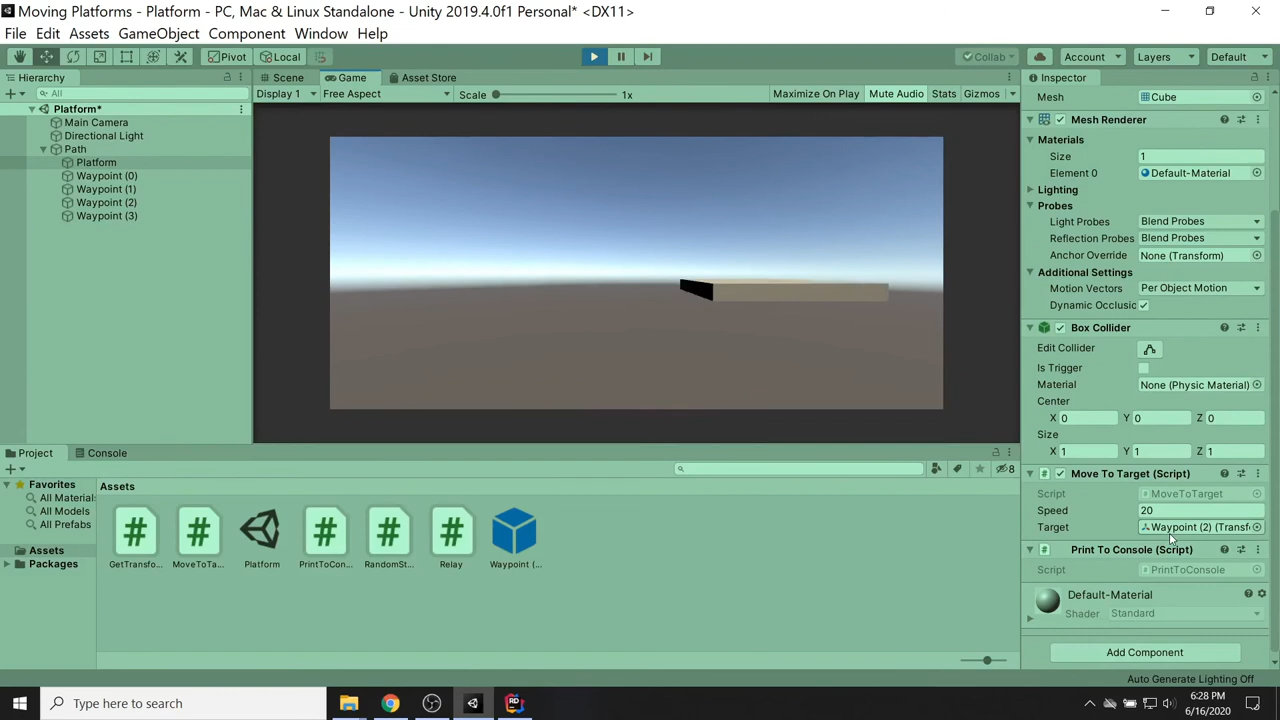 Moving Platforms - Platform - PC, Mac & Linux Standalone - Unity 2019.4.0f1 Personal* <DX11>
File Edit Assets GameObject Component Window Help
Pivot Local Collab Account Layers Default
Hierarchy
All
Platform*
Main Camera
Directional Light
Path
Platform
Waypoint (0)
Waypoint (1)
Waypoint (2)
Waypoint (3)
Scene Game Asset Store
Display 1 Free Aspect Scale 1x Maximize On Play Mute Audio Stats Gizmos
Inspector
Mesh Cube
Mesh Renderer
Materials
Size 1
Element 0 Default-Material
Lighting
Probes
Light Probes Blend Probes
Reflection Probes Blend Probes
Anchor Override None (Transform)
Additional Settings
Motion Vectors Per Object Motion
Dynamic Occlusic
Box Collider
Edit Collider
Is Trigger
Material None (Physic Material)
Center
X 0 Y 0 Z 0
Size
X 1 Y 1 Z 1
Move To Target (Script)
Script MoveToTarget
Speed 20
Target Waypoint (2) (Transf
Print To Console (Script)
Script PrintToConsole
Default-Material
Shader Standard
Add Component
Auto Generate Lighting Off
Project Console
8
Favorites
All Material
All Models
All Prefabs
Assets
Packages
Assets
GetTransfo... MoveToTa... Platform PrintToCon... RandomSt... Relay Waypoint (...
Type here to search
6:28 PM
6/16/2020